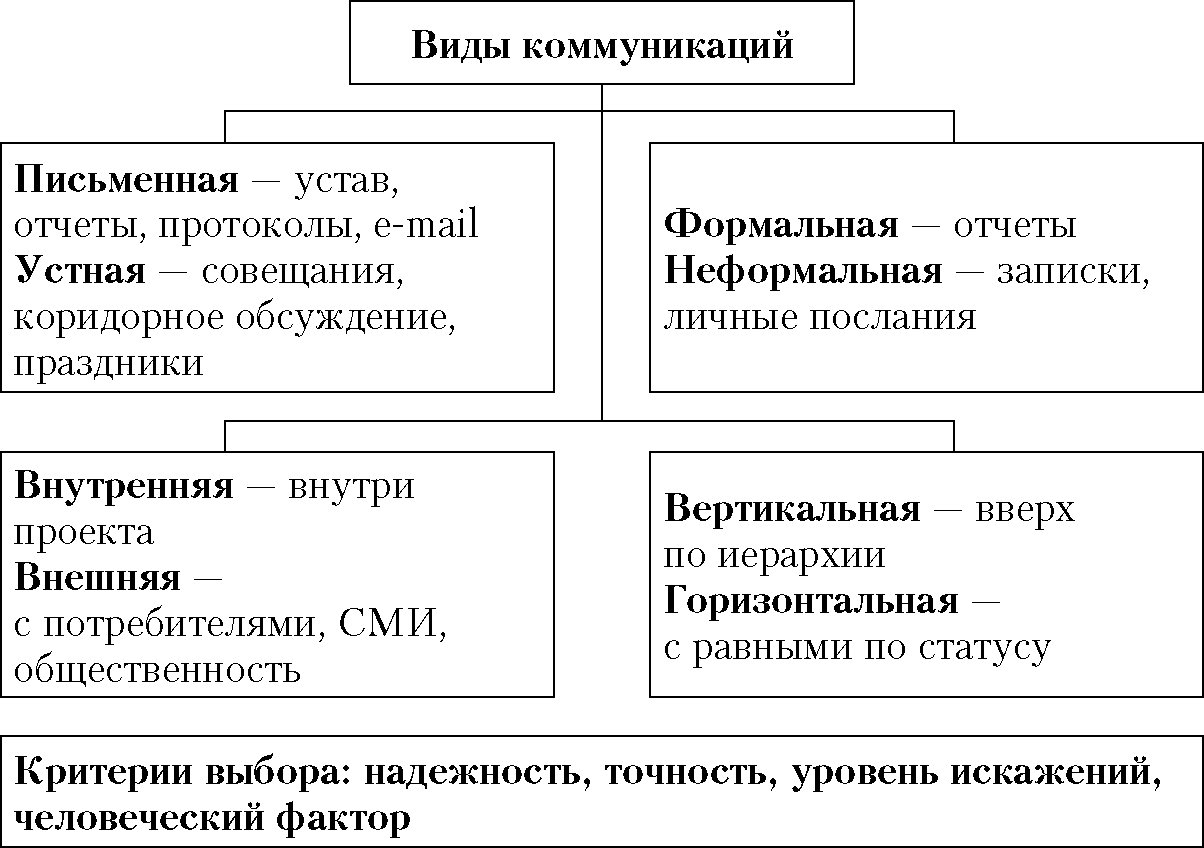 Виды коммуникаций
Письменная — устав,
отчеты, протоколы, e-mail
Устная — совещания,
коридорное обсуждение,
праздники
Формальная — отчеты
Неформальная — записки,
личные послания
Внутренняя — внутри
проекта
Внешняя —
с потребителями, СМИ,
общественность
Вертикальная — вверх
по иерархии
Горизонтальная —
с равными по статусу
Критерии выбора: надежность, точность, уровень искажений,
человеческий фактор